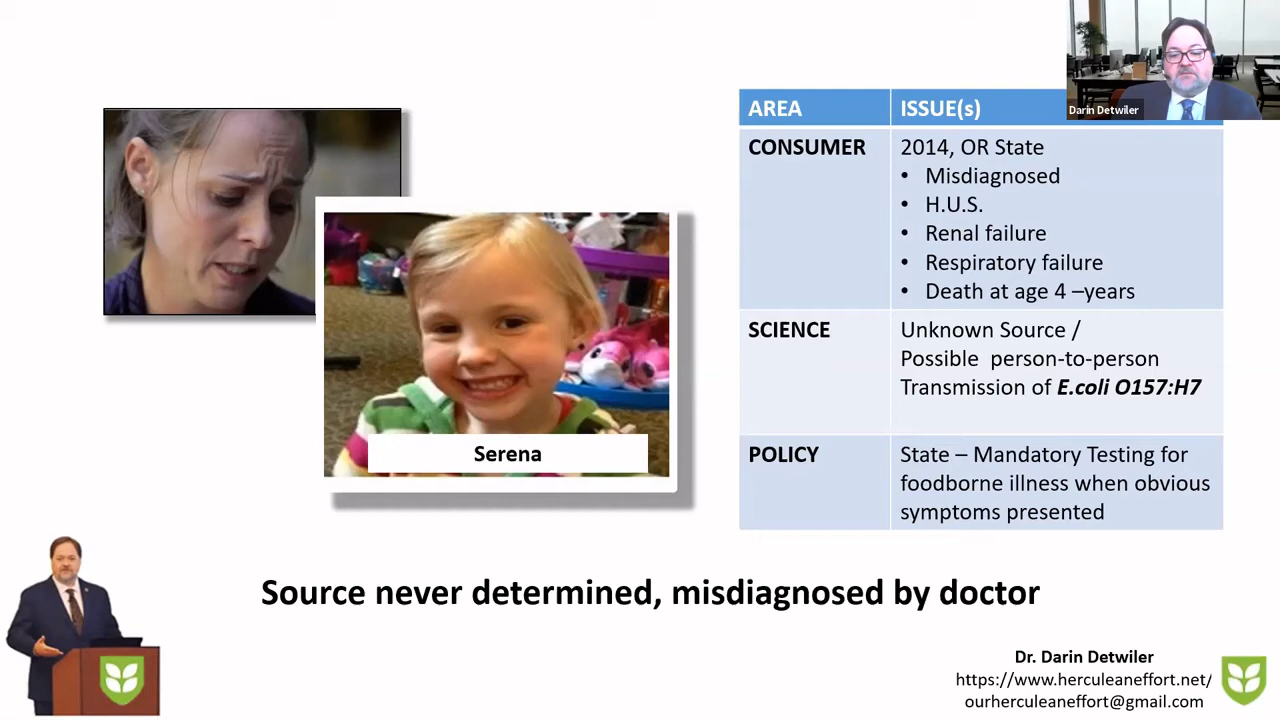 Darin Detwiler
AREA
ISSUE(s)
CONSUMER
2014, OR State
• Misdiagnosed
• H.U.S.
• Renal failure
• Respiratory failure
• Death at age 4 –years
SCIENCE
Unknown Source /
Possible person-to-person
Transmission of E.coli O157:H7
POLICY
State – Mandatory Testing for
foodborne illness when obvious
symptoms presented
Serena
Source never determined, misdiagnosed by doctor
Dr. Darin Detwiler
https://www.herculeaneffort.net/
ourherculeaneffort@gmail.com